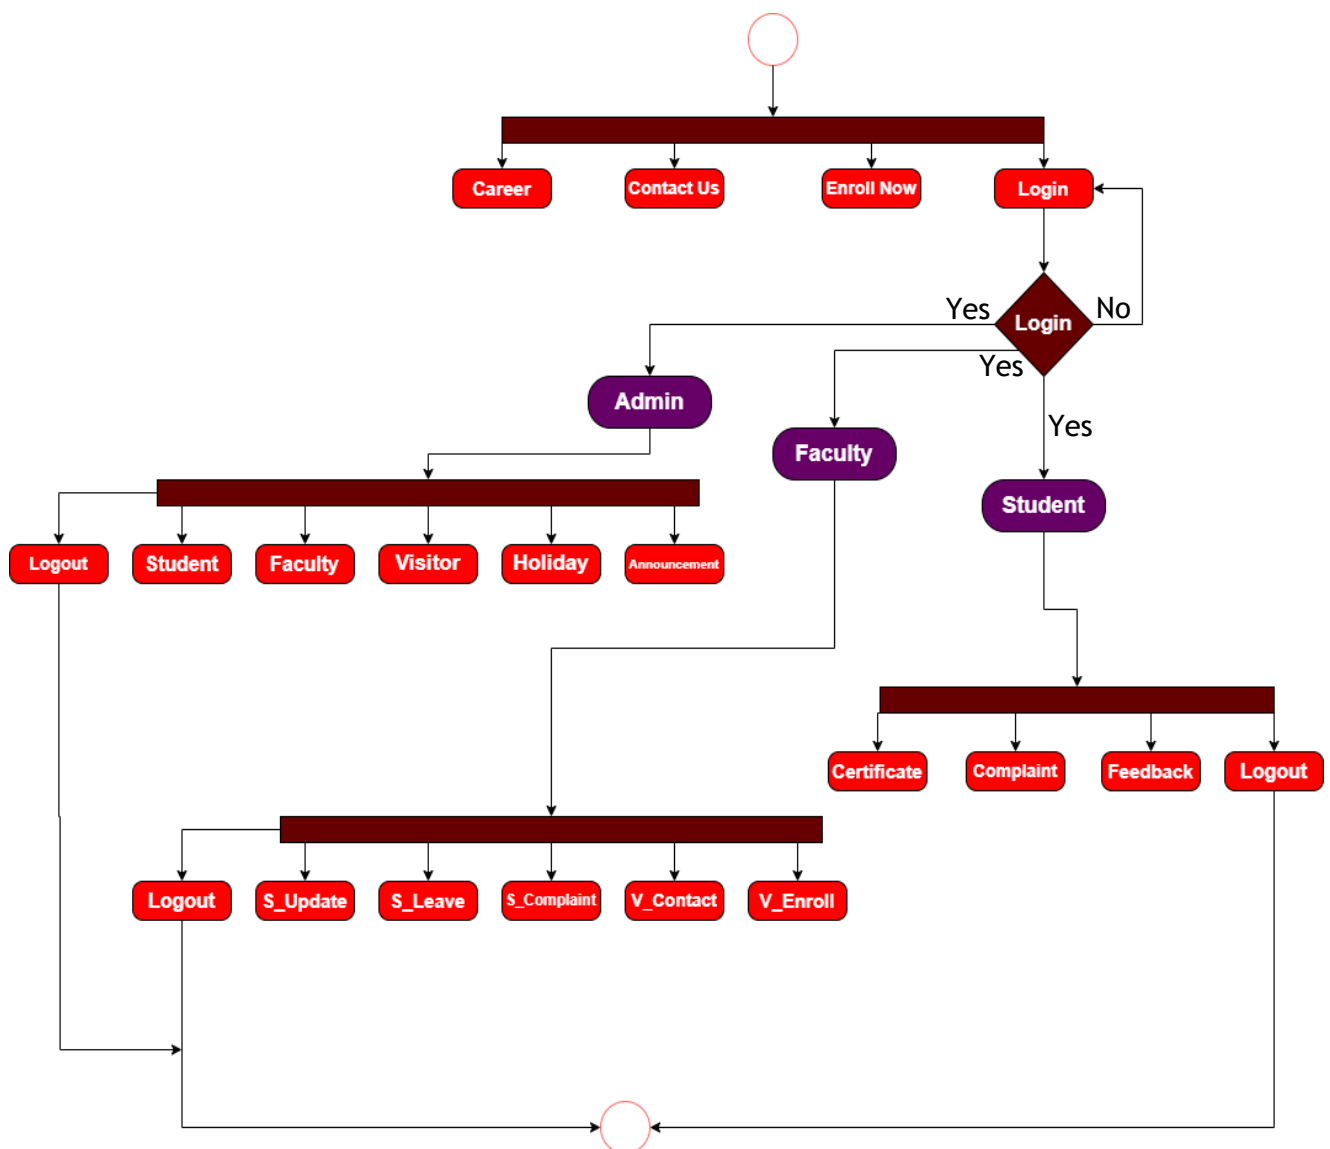 Career
Contact Us
Enroll Now
Login
Login
Yes
No
Yes
Yes
Admin
Faculty
Student
Logout
Student
Faculty
Visitor
Holiday
Announcement
Certificate
Complaint
Feedback
Logout
Logout
S_Update
S_Leave
S_Complaint
V_Contact
V_Enroll